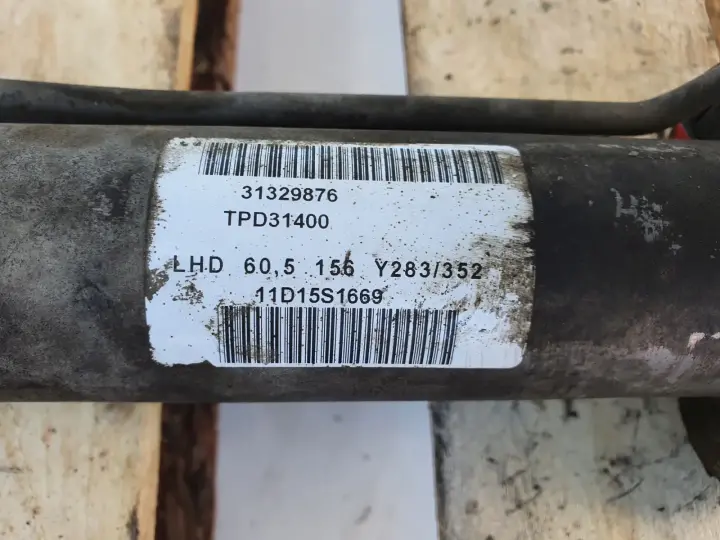 31329876
TPD31400
LHD 60,5 156 Y283/352
11D15S1669